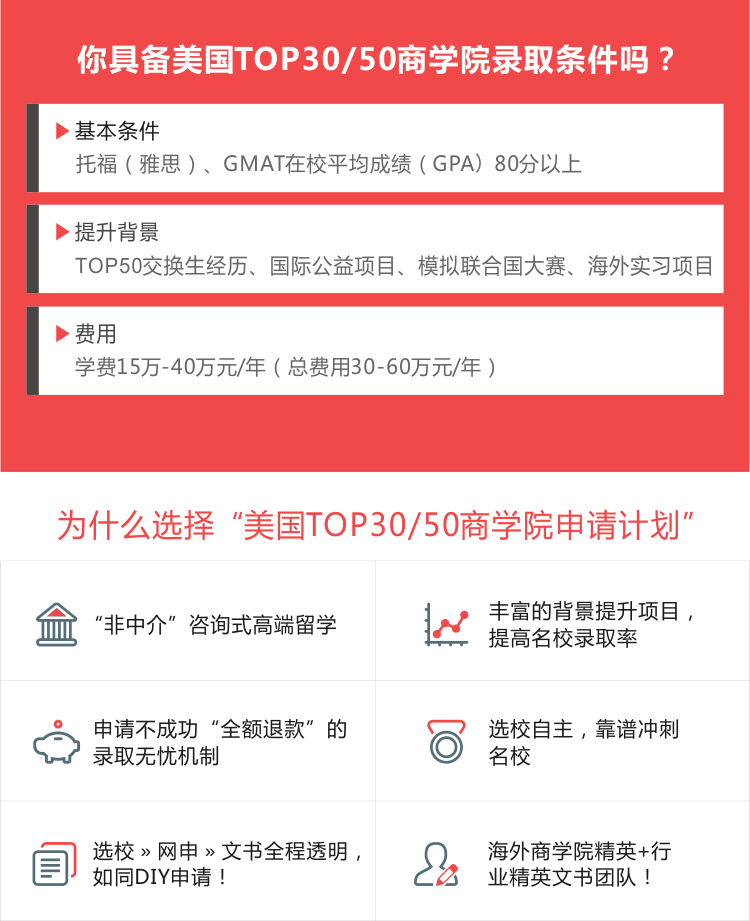 你具备美国TOP30/50商学院录取条件吗？
基本条件
托福（雅思）、GMAT在校平均成绩（GPA）80分以上
提升背景
TOP50交换生经历、国际公益项目、模拟联合国大赛、海外实习项目
费用
学费15万-40万元/年（总费用30-60万元/年）
为什么选择“美国TOP30/50商学院申请计划”
“非中介”咨询式高端留学
丰富的背景提升项目，
提高名校录取率
申请不成功“全额退款”的
录取无忧机制
选校自主，靠谱冲刺
名校
选校»网申»文书全程透明，
如同DIY申请！
海外商学院精英+行
业精英文书团队！